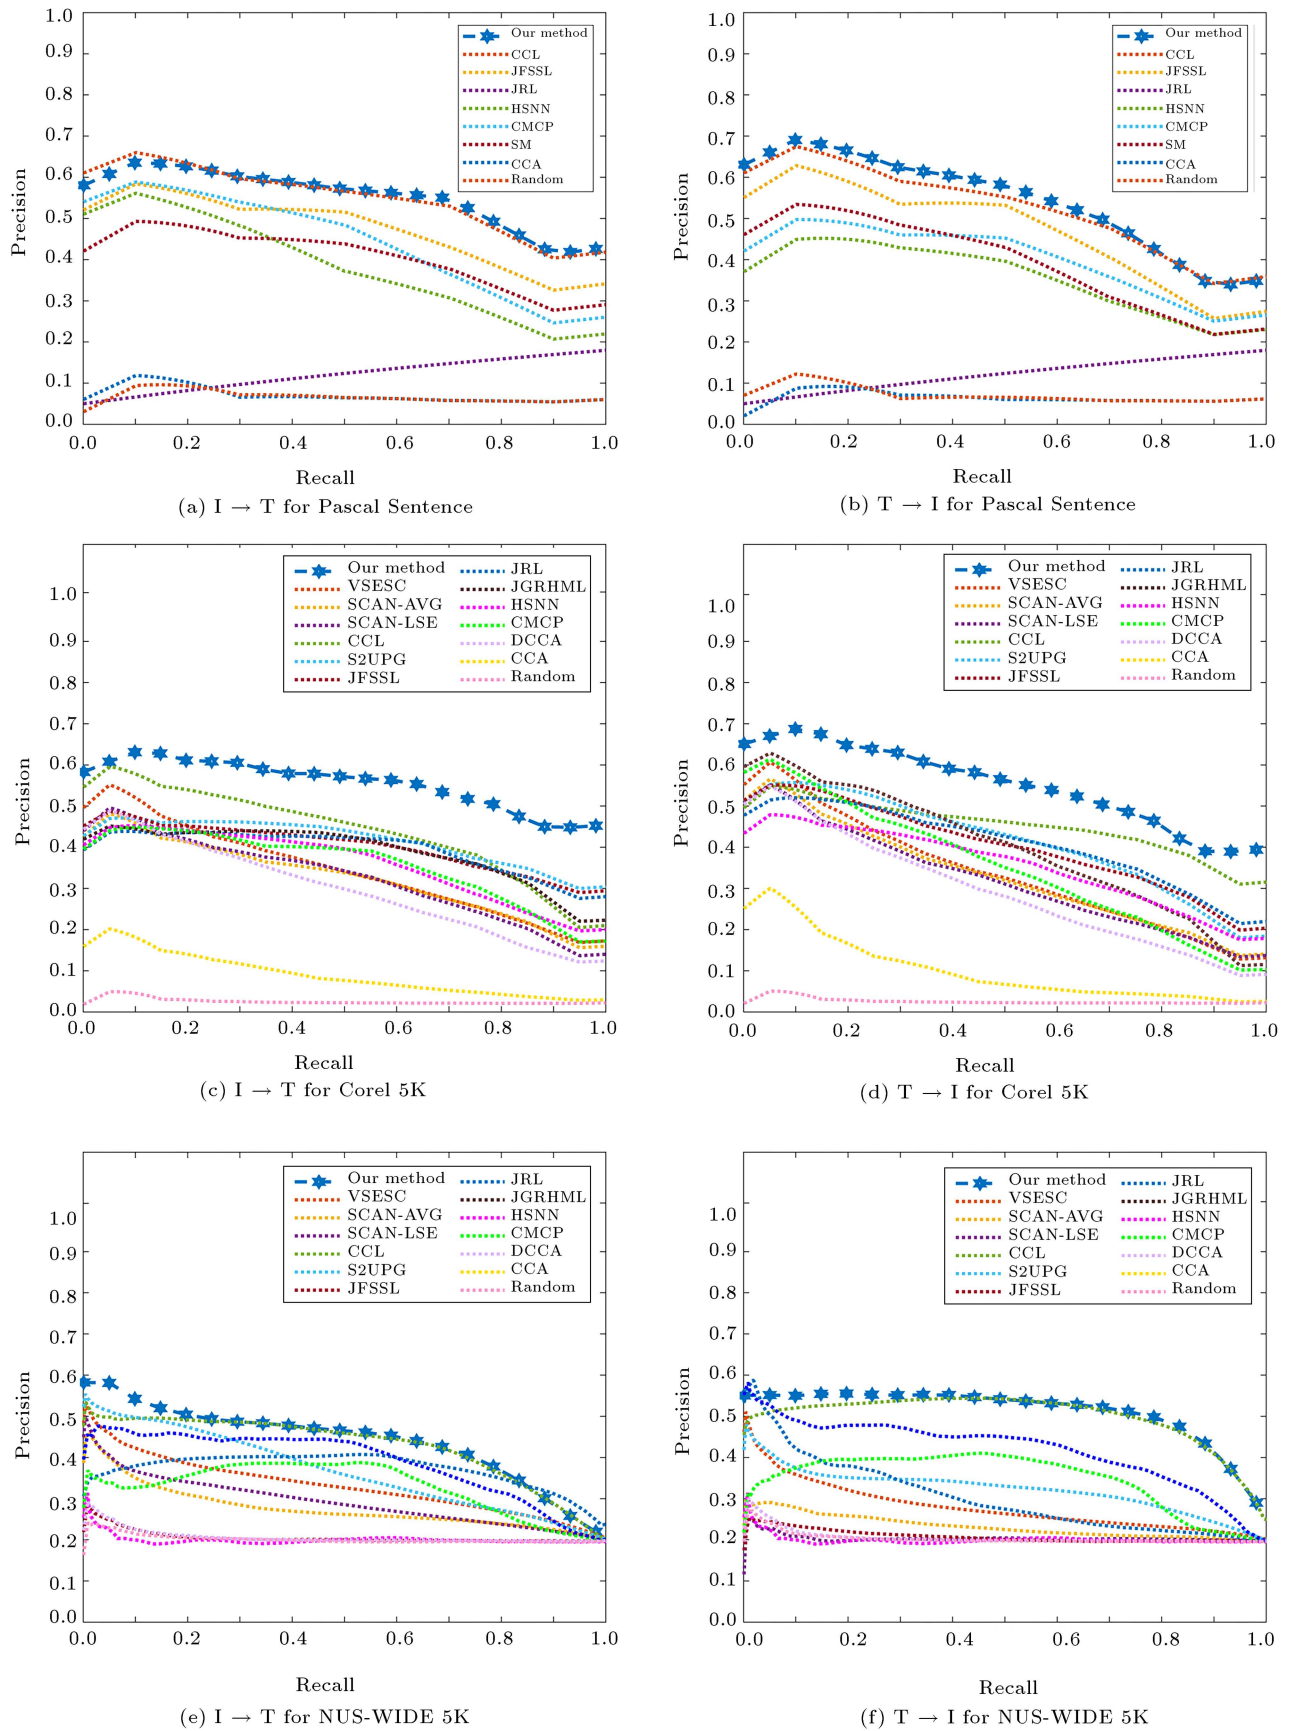 1.0
0.9
0.8
0.7
0.6
0.5
0.4
0.3
0.2
0.1
0.0
Precision
Our method
CCL
JFSSL
JRL
HSNN
CMCP
SM
CCA
Random
0.0 0.2 0.4 0.6 0.8 1.0
Recall
(a) I → T for Pascal Sentence
1.0
0.9
0.8
0.7
0.6
0.5
0.4
0.3
0.2
0.1
0.0
Precision
Our method
CCL
JFSSL
JRL
HSNN
CMCP
SM
CCA
Random
0.0 0.2 0.4 0.6 0.8 1.0
Recall
(b) T → I for Pascal Sentence
1.0
0.9
0.8
0.7
0.6
0.5
0.4
0.3
0.2
0.1
0.0
Precision
Our method
VSESC
SCAN-AVG
SCAN-LSE
CCL
S2UPG
JFSSL
JRL
JGRHML
HSNN
CMCP
DCCA
CCA
Random
0.0 0.2 0.4 0.6 0.8 1.0
Recall
(c) I → T for Corel 5K
1.0
0.9
0.8
0.7
0.6
0.5
0.4
0.3
0.2
0.1
0.0
Precision
Our method
VSESC
SCAN-AVG
SCAN-LSE
CCL
S2UPG
JFSSL
JRL
JGRHML
HSNN
CMCP
DCCA
CCA
Random
0.0 0.2 0.4 0.6 0.8 1.0
Recall
(d) T → I for Corel 5K
1.0
0.9
0.8
0.7
0.6
0.5
0.4
0.3
0.2
0.1
0.0
Precision
Our method
VSESC
SCAN-AVG
SCAN-LSE
CCL
S2UPG
JFSSL
JRL
JGRHML
HSNN
CMCP
DCCA
CCA
Random
0.0 0.2 0.4 0.6 0.8 1.0
Recall
(e) I → T for NUS-WIDE 5K
1.0
0.9
0.8
0.7
0.6
0.5
0.4
0.3
0.2
0.1
0.0
Precision
Our method
VSESC
SCAN-AVG
SCAN-LSE
CCL
S2UPG
JFSSL
JRL
JGRHML
HSNN
CMCP
DCCA
CCA
Random
0.0 0.2 0.4 0.6 0.8 1.0
Recall
(f) T → I for NUS-WIDE 5K